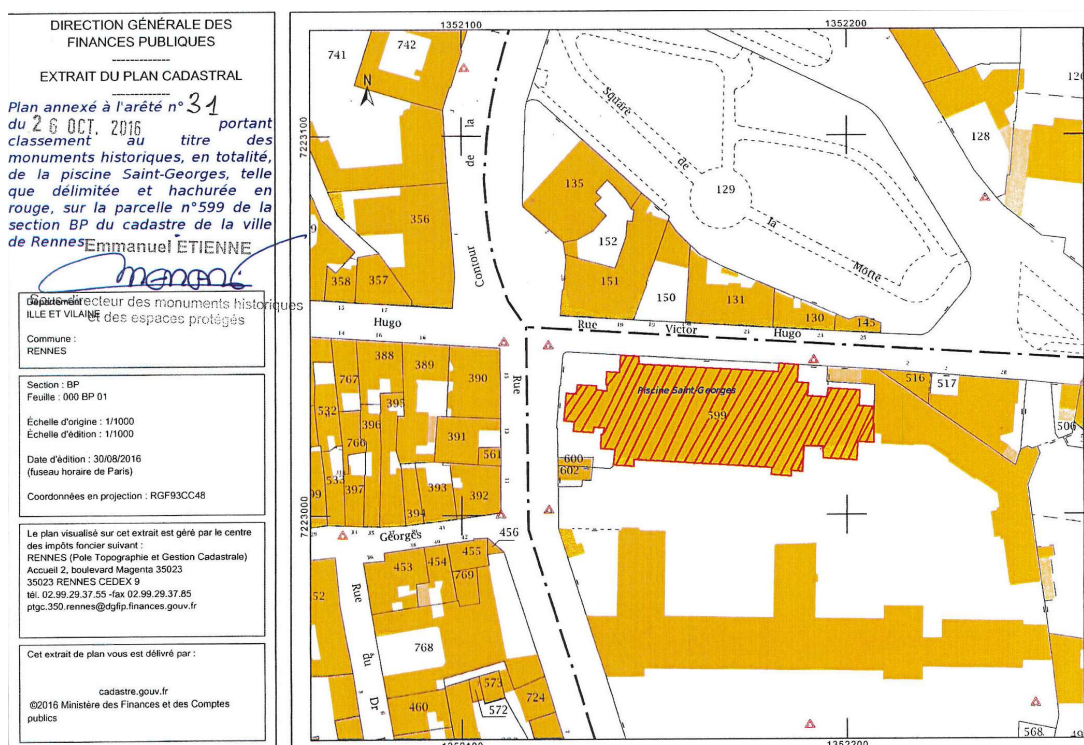 DIRECTION GÉNÉRALE DES
FINANCES PUBLIQUES
-------------
EXTRAIT DU PLAN CADASTRAL
-------------
Plan annexé à l'arêté n° 31
du 26 OCT. 2016 portant
classement au titre des
monuments historiques, en totalité,
de la piscine Saint-Georges, telle
que délimitée et hachurée en
rouge, sur la parcelle n°599 de la
section BP du cadastre de la ville
de Rennes
Emmanuel ÉTIENNE
Sous-directeur des monuments historiques
et des espaces protégés
Département :
ILLE ET VILAINE
Commune :
RENNES
Section : BP
Feuille : 000 BP 01
Échelle d'origine : 1/1000
Échelle d'édition : 1/1000
Date d'édition : 30/08/2016
(fuseau horaire de Paris)
Coordonnées en projection : RGF93CC48
Le plan visualisé sur cet extrait est géré par le centre
des impôts foncier suivant :
RENNES (Pole Topographie et Gestion Cadastrale)
Accueil 2, boulevard Magenta 35023
35023 RENNES CEDEX 9
tél. 02.99.29.37.55 -fax 02.99.29.37.85
ptgc.350.rennes@dgfip.finances.gouv.fr
Cet extrait de plan vous est délivré par :
cadastre.gouv.fr
©2016 Ministère des Finances et des Comptes
publics
1352100
1352200
741
742
N
de la
7223100
Square
de
la
Motte
128
135
129
356
152
151
150
131
130
145
358
357
Contour
Hugo
Rue
Victor
Hugo
388
389
390
Rue
767
395
396
532
766
391
561
Piscine Saint/Georges
599
516
517
506
600
602
533
397
393
392
394
7223000
Georges
456
453
454
455
769
Rue
du
Dr
768
573
572
724
460
568
1352100
1352200